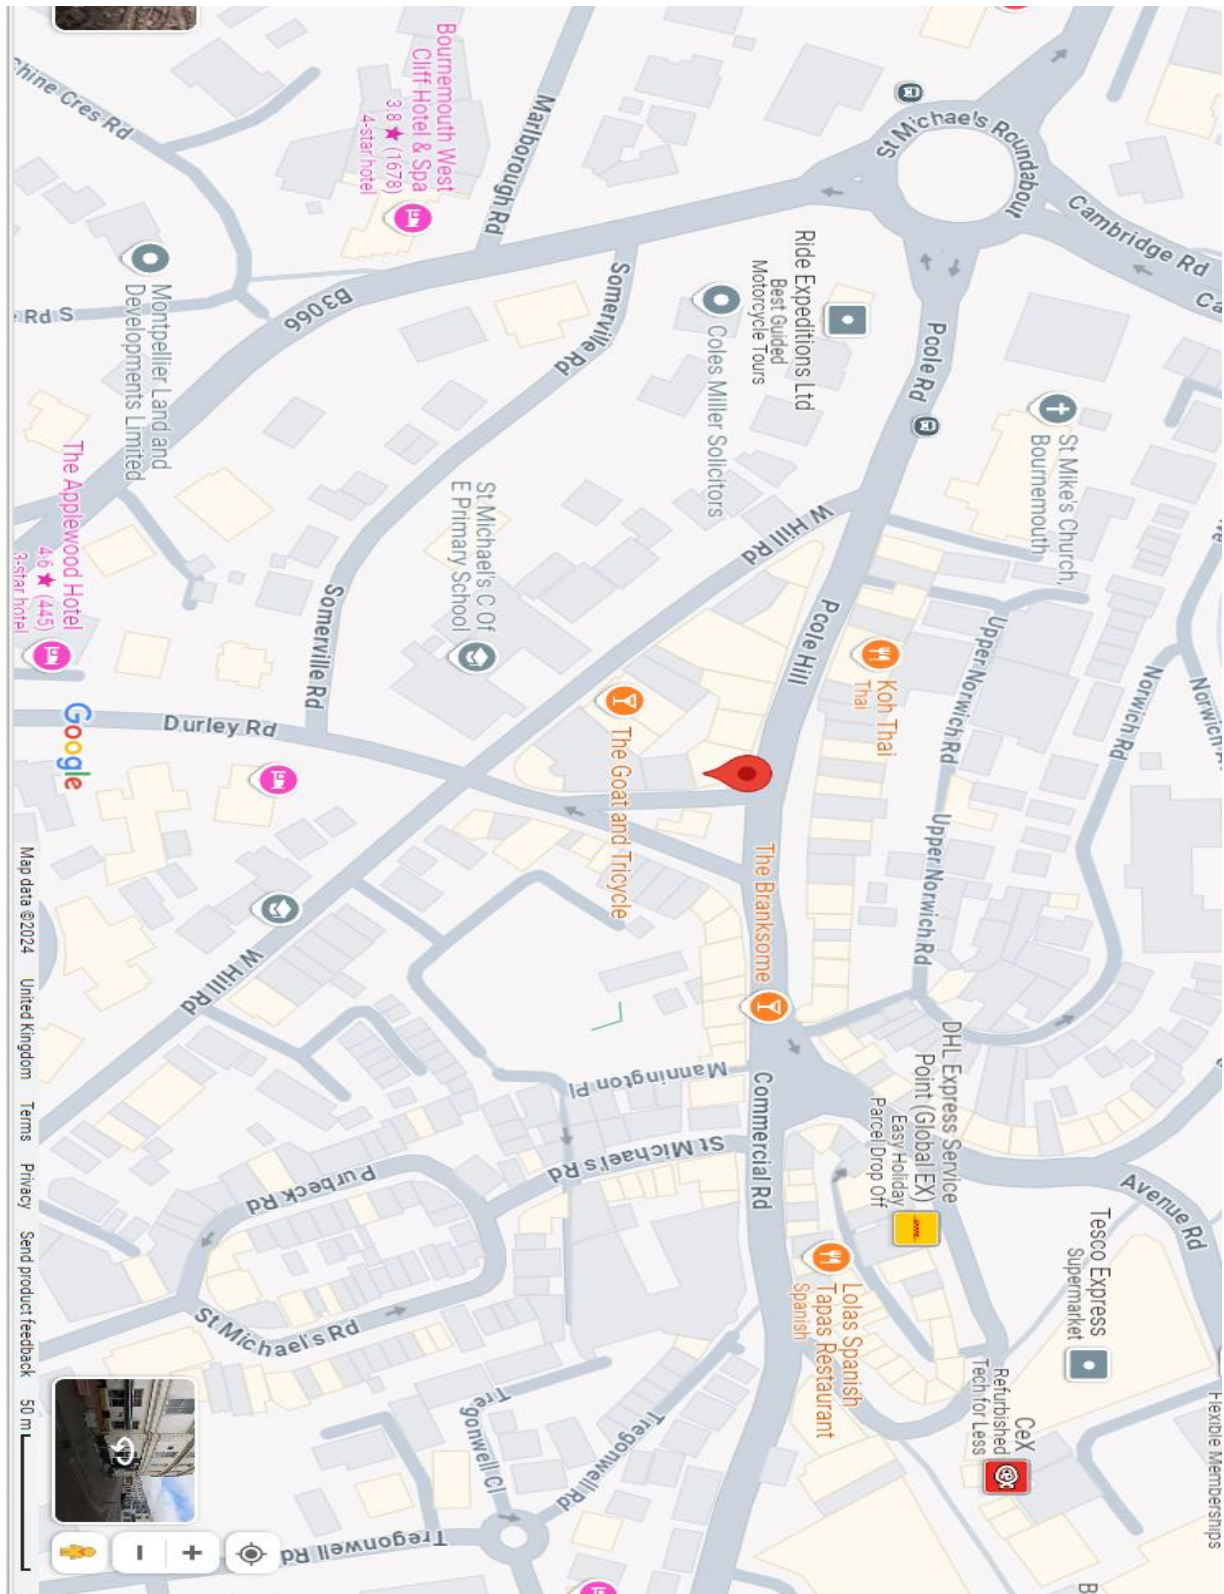 Flexible Memberships
B
CeX
Refurbished
Tech for Less
Tesco Express
Supermarket
Avenue Rd
Norwich A
Norwich Rd
Cambridge Rd
Ca
St Michael's Roundabout
St Mike's Church,
Bournemouth
Upper Norwich Rd
Upper Norwich Rd
DHL Express Service
Point (Global EX)
Easy Holiday
Parcel Drop Off
Poole Rd
Koh Thai
Thai
Lolas Spanish
Tapas Restaurant
Spanish
Poole Hill
Ride Expeditions Ltd
Best Guided
Motorcycle Tours
W Hill Rd
The Branksome
Commercial Rd
Coles Miller Solicitors
Mannington Pl
St Michael's Rd
Somerville Rd
The Goat and Tricycle
Marlborough Rd
St Michael's C Of
E Primary School
Tregonwell Rd
Tregonwell Cl
Bournemouth West
Cliff Hotel & Spa
3.8 ★ (1678)
4-star hotel
B3066
Somerville Rd
Purbeck Rd
St Michael's Rd
Tregonwell Rd
Durley Rd
W Hill Rd
Montpellier Land and
Developments Limited
Chine Cres Rd
Rd S
The Applewood Hotel
4.6 ★ (445)
3-star hotel
Google
Map data ©2024 United Kingdom Terms Privacy Send product feedback 50 m